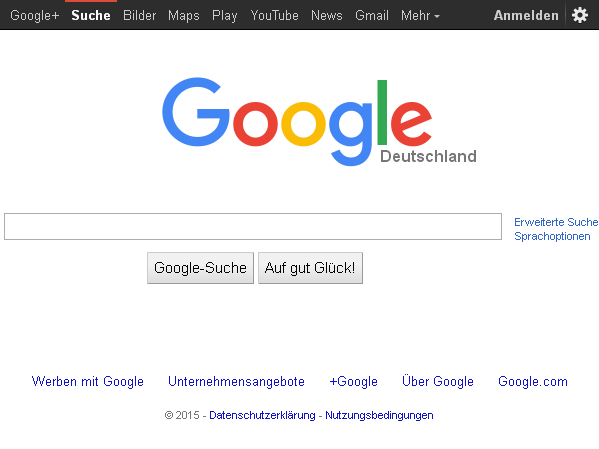 Google+ Suche Bilder Maps Play YouTube News Gmail Mehr Anmelden
Google
Deutschland
Erweiterte Suche
Sprachoptionen
Google-Suche Auf gut Glück!
Werben mit Google Unternehmensangebote +Google Über Google Google.com
© 2015 - Datenschutzerklärung - Nutzungsbedingungen